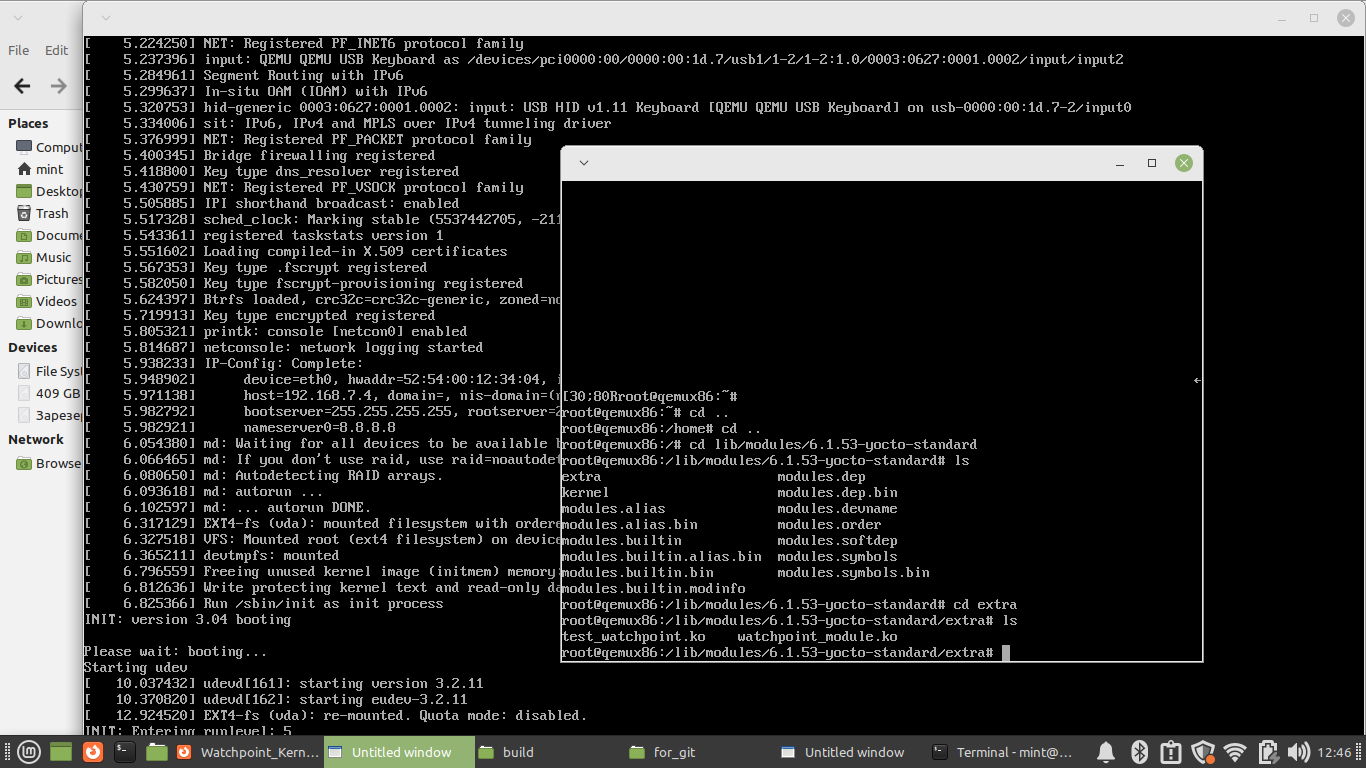 File Edit
Places
Comput
mint
Desktop
Trash
Docume
Music
Pictures
Videos
Downlo
Devices
File Sys
409 GB
Зарезер
Network
Browse
[    5.224250] NET: Registered PF_INET6 protocol family
[    5.237396] input: QEMU QEMU USB Keyboard as /devices/pci0000:00/0000:00:1d.7/usb1/1-2/1-2:1.0/0003:0627:0001.0002/input/input2
[    5.284961] Segment Routing with IPv6
[    5.299637] In-situ OAM (IOAM) with IPv6
[    5.320753] hid-generic 0003:0627:0001.0002: input: USB HID v1.11 Keyboard [QEMU QEMU USB Keyboard] on usb-0000:00:1d.7-2/input0
[    5.334006] sit: IPv6, IPv4 and MPLS over IPv4 tunneling driver
[    5.376999] NET: Registered PF_PACKET protocol family
[    5.400345] Bridge firewalling registered
[    5.418800] Key type dns_resolver registered
[    5.430759] NET: Registered PF_VSOCK protocol family
[    5.505885] IPI shorthand broadcast: enabled
[    5.517328] sched_clock: Marking stable (5537442705, -211
[    5.543361] registered taskstats version 1
[    5.551602] Loading compiled-in X.509 certificates
[    5.567353] Key type .fscrypt registered
[    5.582050] Key type fscrypt-provisioning registered
[    5.624397] Btrfs loaded, crc32c=crc32c-generic, zoned=no
[    5.719913] Key type encrypted registered
[    5.805321] printk: console [netcon0] enabled
[    5.814687] netconsole: network logging started
[    5.938233] IP-Config: Complete:
[    5.948902]      device=eth0, hwaddr=52:54:00:12:34:04, i
[    5.971138]      host=192.168.7.4, domain=, nis-domain=(n
[    5.982792]      bootserver=255.255.255.255, rootserver=2
[    5.982921]      nameserver0=8.8.8.8
[    6.054380] md: Waiting for all devices to be available b
[    6.066465] md: If you don't use raid, use raid=noautodet
[    6.080650] md: Autodetecting RAID arrays.
[    6.093618] md: autorun ...
[    6.102597] md: ... autorun DONE.
[    6.317129] EXT4-fs (vda): mounted filesystem with ordere
[    6.327518] VFS: Mounted root (ext4 filesystem) on device
[    6.365211] devtmpfs: mounted
[    6.796559] Freeing unused kernel image (initmem) memory:
[    6.812636] Write protecting kernel text and read-only da
[    6.825366] Run /sbin/init as init process
INIT: version 3.04 booting
Please wait: booting...
Starting udev
[   10.037432] udevd[161]: starting version 3.2.11
[   10.370820] udevd[162]: starting eudev-3.2.11
[   12.924520] EXT4-fs (vda): re-mounted. Quota mode: disabled.
INIT: Entering runlevel: 5
[30;80Rroot@qemux86:~#
root@qemux86:~# cd ..
root@qemux86:/home# cd ..
root@qemux86:/# cd lib/modules/6.1.53-yocto-standard
root@qemux86:/lib/modules/6.1.53-yocto-standard# ls
extra                      modules.dep
kernel                     modules.dep.bin
modules.alias              modules.devname
modules.alias.bin          modules.order
modules.builtin            modules.softdep
modules.builtin.alias.bin  modules.symbols
modules.builtin.bin        modules.symbols.bin
modules.builtin.modinfo
root@qemux86:/lib/modules/6.1.53-yocto-standard# cd extra
root@qemux86:/lib/modules/6.1.53-yocto-standard/extra# ls
test_watchpoint.ko    watchpoint_module.ko
root@qemux86:/lib/modules/6.1.53-yocto-standard/extra#
Watchpoint_Kern... Untitled window build for_git Untitled window Terminal - mint@... 12:46